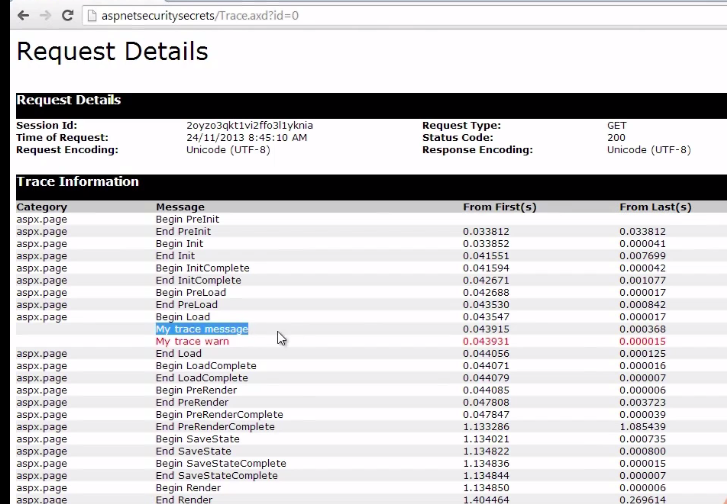 aspnetsecuritysecrets/Trace.axd?id=0
Request Details
Request Details
Session Id: 2oyzo3qkt1vi2ffo3l1yknia Request Type: GET
Time of Request: 24/11/2013 8:45:10 AM Status Code: 200
Request Encoding: Unicode (UTF-8) Response Encoding: Unicode (UTF-8)
Trace Information
Category Message From First(s) From Last(s)
aspx.page Begin PreInit
aspx.page End PreInit 0.033812 0.033812
aspx.page Begin Init 0.033852 0.000041
aspx.page End Init 0.041551 0.007699
aspx.page Begin InitComplete 0.041594 0.000042
aspx.page End InitComplete 0.042671 0.001077
aspx.page Begin PreLoad 0.042688 0.000017
aspx.page End PreLoad 0.043530 0.000842
aspx.page Begin Load 0.043547 0.000017
My trace message 0.043915 0.000368
My trace warn 0.043931 0.000015
aspx.page End Load 0.044056 0.000125
aspx.page Begin LoadComplete 0.044071 0.000016
aspx.page End LoadComplete 0.044079 0.000007
aspx.page Begin PreRender 0.044085 0.000006
aspx.page End PreRender 0.047808 0.003723
aspx.page Begin PreRenderComplete 0.047847 0.000039
aspx.page End PreRenderComplete 1.133286 1.085439
aspx.page Begin SaveState 1.134021 0.000735
aspx.page End SaveState 1.134822 0.000800
aspx.page Begin SaveStateComplete 1.134836 0.000015
aspx.page End SaveStateComplete 1.134844 0.000007
aspx.page Begin Render 1.134850 0.000006
aspx.page End Render 1.404464 0.269614